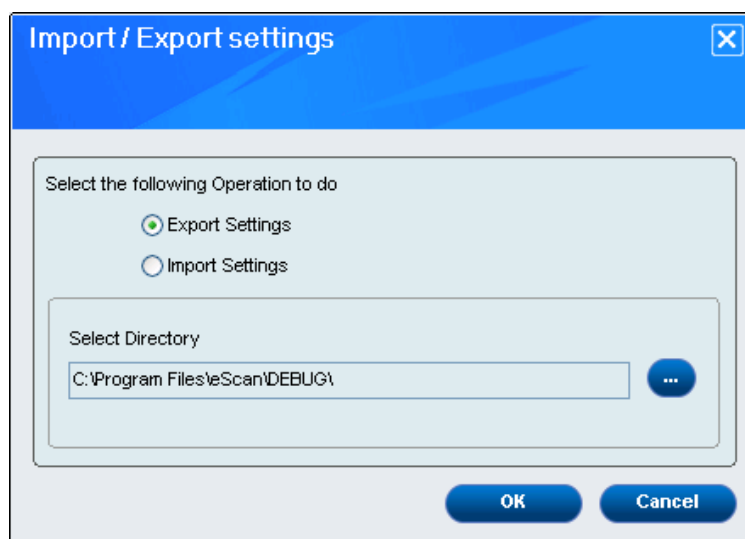 Import / Export settings
Select the following Operation to do
Export Settings
Import Settings
Select Directory
C:\Program Files\eScan\DEBUG\
...
OK
Cancel